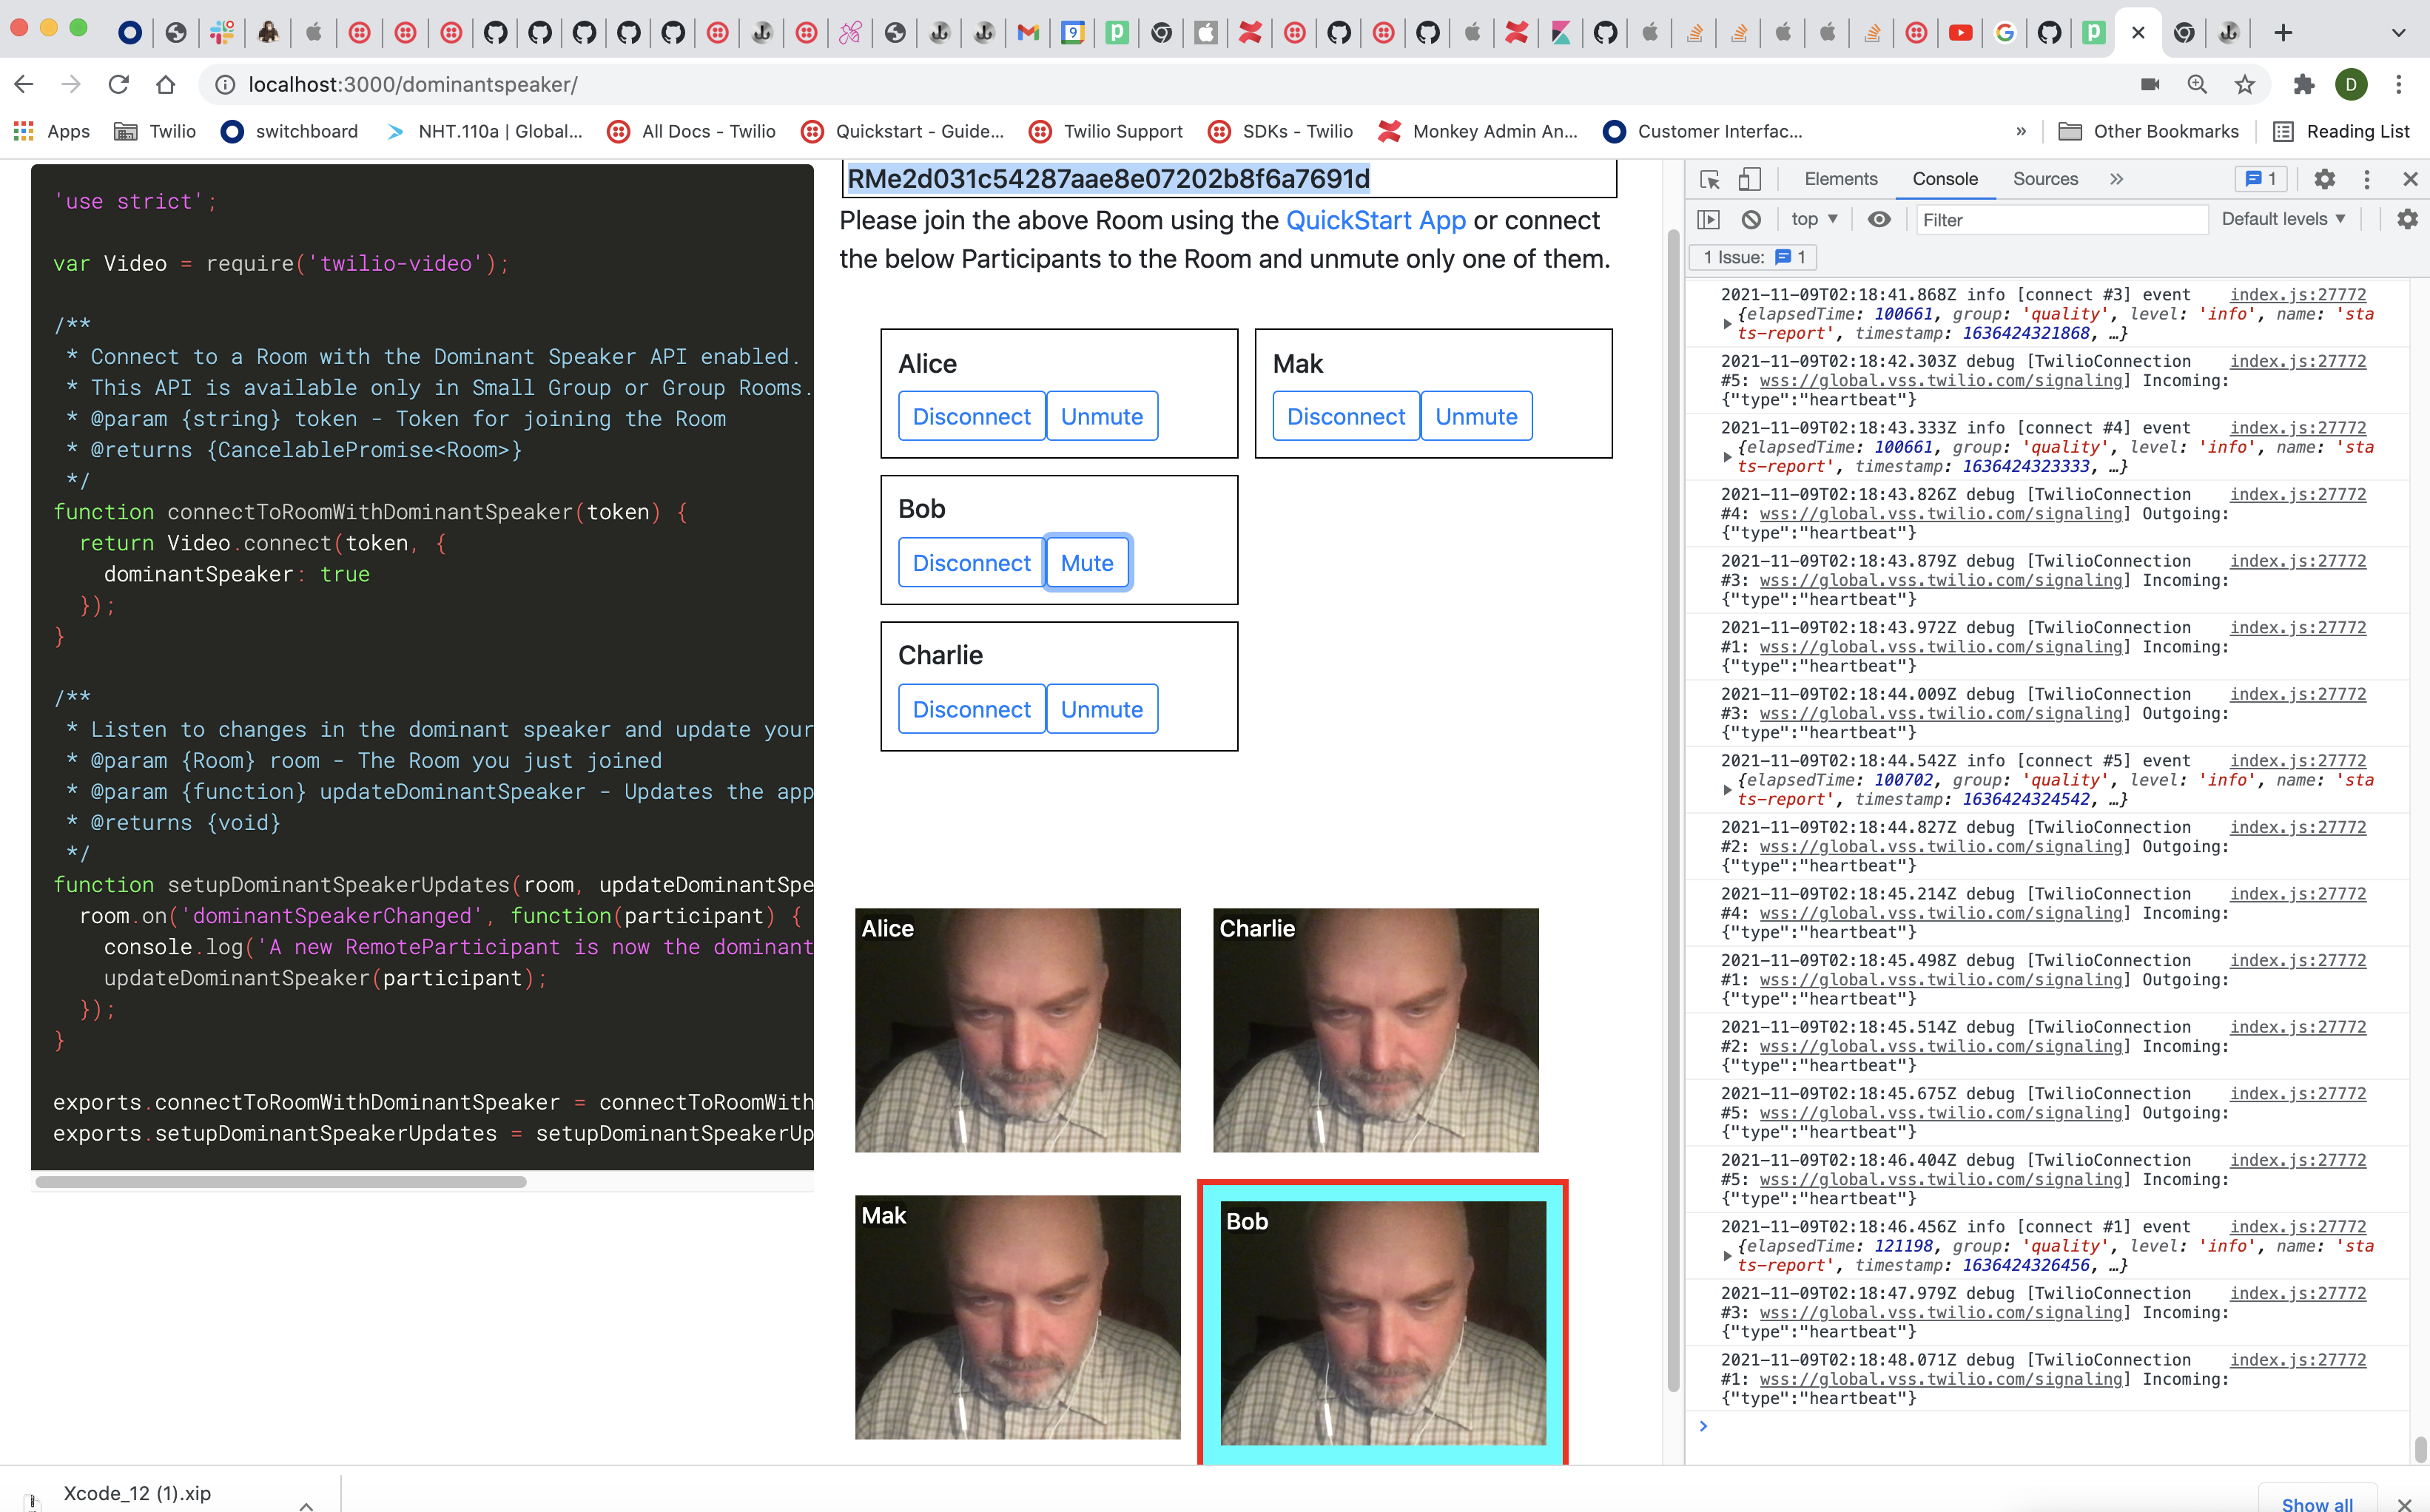 localhost:3000/dominantspeaker/
D
Apps
Twilio
switchboard
NHT.110a | Global...
All Docs - Twilio
Quickstart - Guide...
Twilio Support
SDKs - Twilio
Monkey Admin An...
Customer Interfac...
»
Other Bookmarks
Reading List
'use strict';
var Video = require('twilio-video');
/**
* Connect to a Room with the Dominant Speaker API enabled.
* This API is available only in Small Group or Group Rooms.
* @param {string} token - Token for joining the Room
* @returns {CancelablePromise<Room>}
*/
function connectToRoomWithDominantSpeaker(token) {
return Video.connect(token, {
dominantSpeaker: true
});
}
/**
* Listen to changes in the dominant speaker and update your
* @param {Room} room - The Room you just joined
* @param {function} updateDominantSpeaker - Updates the app
* @returns {void}
*/
function setupDominantSpeakerUpdates(room, updateDominantSpe
room.on('dominantSpeakerChanged', function(participant) {
console.log('A new RemoteParticipant is now the dominant
updateDominantSpeaker(participant);
});
}
exports.connectToRoomWithDominantSpeaker = connectToRoomWith
exports.setupDominantSpeakerUpdates = setupDominantSpeakerUp
RMe2d031c54287aae8e07202b8f6a7691d
Please join the above Room using the QuickStart App or connect
the below Participants to the Room and unmute only one of them.
Alice
Disconnect Unmute
Mak
Disconnect Unmute
Bob
Disconnect Mute
Charlie
Disconnect Unmute
Alice
Charlie
Mak
Bob
Elements Console Sources » 1
top Filter Default levels
1 Issue: 1
2021-11-09T02:18:41.868Z info [connect #3] event index.js:27772
{elapsedTime: 100661, group: 'quality', level: 'info', name: 'sta
ts-report', timestamp: 1636424321868, …}
2021-11-09T02:18:42.303Z debug [TwilioConnection index.js:27772
#5: wss://global.vss.twilio.com/signaling] Incoming:
{"type":"heartbeat"}
2021-11-09T02:18:43.333Z info [connect #4] event index.js:27772
{elapsedTime: 100661, group: 'quality', level: 'info', name: 'sta
ts-report', timestamp: 1636424323333, …}
2021-11-09T02:18:43.826Z debug [TwilioConnection index.js:27772
#4: wss://global.vss.twilio.com/signaling] Outgoing:
{"type":"heartbeat"}
2021-11-09T02:18:43.879Z debug [TwilioConnection index.js:27772
#3: wss://global.vss.twilio.com/signaling] Incoming:
{"type":"heartbeat"}
2021-11-09T02:18:43.972Z debug [TwilioConnection index.js:27772
#1: wss://global.vss.twilio.com/signaling] Incoming:
{"type":"heartbeat"}
2021-11-09T02:18:44.009Z debug [TwilioConnection index.js:27772
#3: wss://global.vss.twilio.com/signaling] Outgoing:
{"type":"heartbeat"}
2021-11-09T02:18:44.542Z info [connect #5] event index.js:27772
{elapsedTime: 100702, group: 'quality', level: 'info', name: 'sta
ts-report', timestamp: 1636424324542, …}
2021-11-09T02:18:44.827Z debug [TwilioConnection index.js:27772
#2: wss://global.vss.twilio.com/signaling] Outgoing:
{"type":"heartbeat"}
2021-11-09T02:18:45.214Z debug [TwilioConnection index.js:27772
#4: wss://global.vss.twilio.com/signaling] Incoming:
{"type":"heartbeat"}
2021-11-09T02:18:45.498Z debug [TwilioConnection index.js:27772
#1: wss://global.vss.twilio.com/signaling] Outgoing:
{"type":"heartbeat"}
2021-11-09T02:18:45.514Z debug [TwilioConnection index.js:27772
#2: wss://global.vss.twilio.com/signaling] Incoming:
{"type":"heartbeat"}
2021-11-09T02:18:45.675Z debug [TwilioConnection index.js:27772
#5: wss://global.vss.twilio.com/signaling] Outgoing:
{"type":"heartbeat"}
2021-11-09T02:18:46.404Z debug [TwilioConnection index.js:27772
#5: wss://global.vss.twilio.com/signaling] Incoming:
{"type":"heartbeat"}
2021-11-09T02:18:46.456Z info [connect #1] event index.js:27772
{elapsedTime: 121198, group: 'quality', level: 'info', name: 'sta
ts-report', timestamp: 1636424326456, …}
2021-11-09T02:18:47.979Z debug [TwilioConnection index.js:27772
#3: wss://global.vss.twilio.com/signaling] Incoming:
{"type":"heartbeat"}
2021-11-09T02:18:48.071Z debug [TwilioConnection index.js:27772
#1: wss://global.vss.twilio.com/signaling] Incoming:
{"type":"heartbeat"}
Xcode_12 (1).xip
Show all